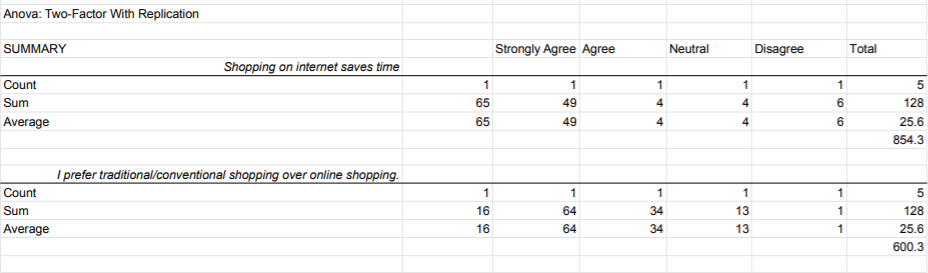 Anova: Two-Factor With Replication
SUMMARY Strongly Agree Agree Neutral Disagree Total
Shopping on internet saves time
Count 1 1 1 1 1 5
Sum 65 49 4 4 6 128
Average 65 49 4 4 6 25.6
854.3
I prefer traditional/conventional shopping over online shopping.
Count 1 1 1 1 1 5
Sum 16 64 34 13 1 128
Average 16 64 34 13 1 25.6
600.3